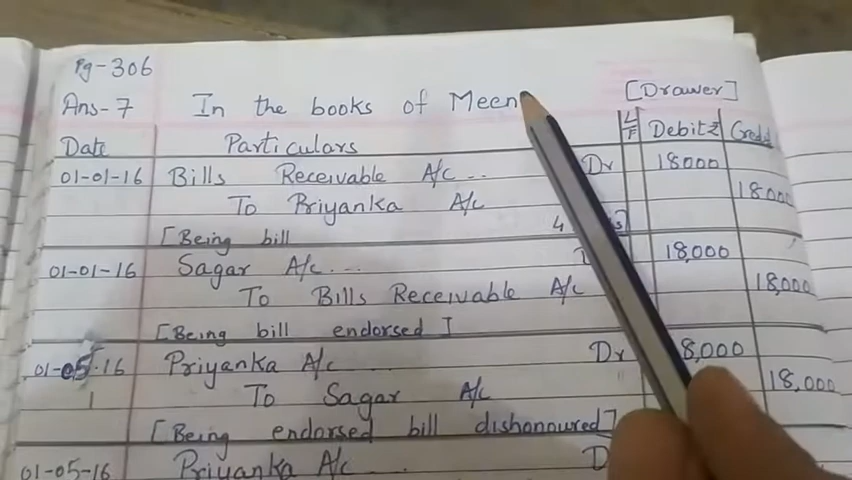 Pg-306
Ans-7 In the books of Meen [Drawer]
Date Particulars L/F Debit ₹ Credit
01-01-16 Bills Receivable A/c .. Dr 18000
To Priyanka A/c 18000
[Being bill 4
01-01-16 Sagar A/c... 18,000
To Bills Receivable A/c 18,000
[Being bill endorsed]
01-05-16 Priyanka A/c ... Dr 8,000
To Sagar A/c 18,000
[Being endorsed bill dishonoured]
01-05-16 Priyanka A/c .... D